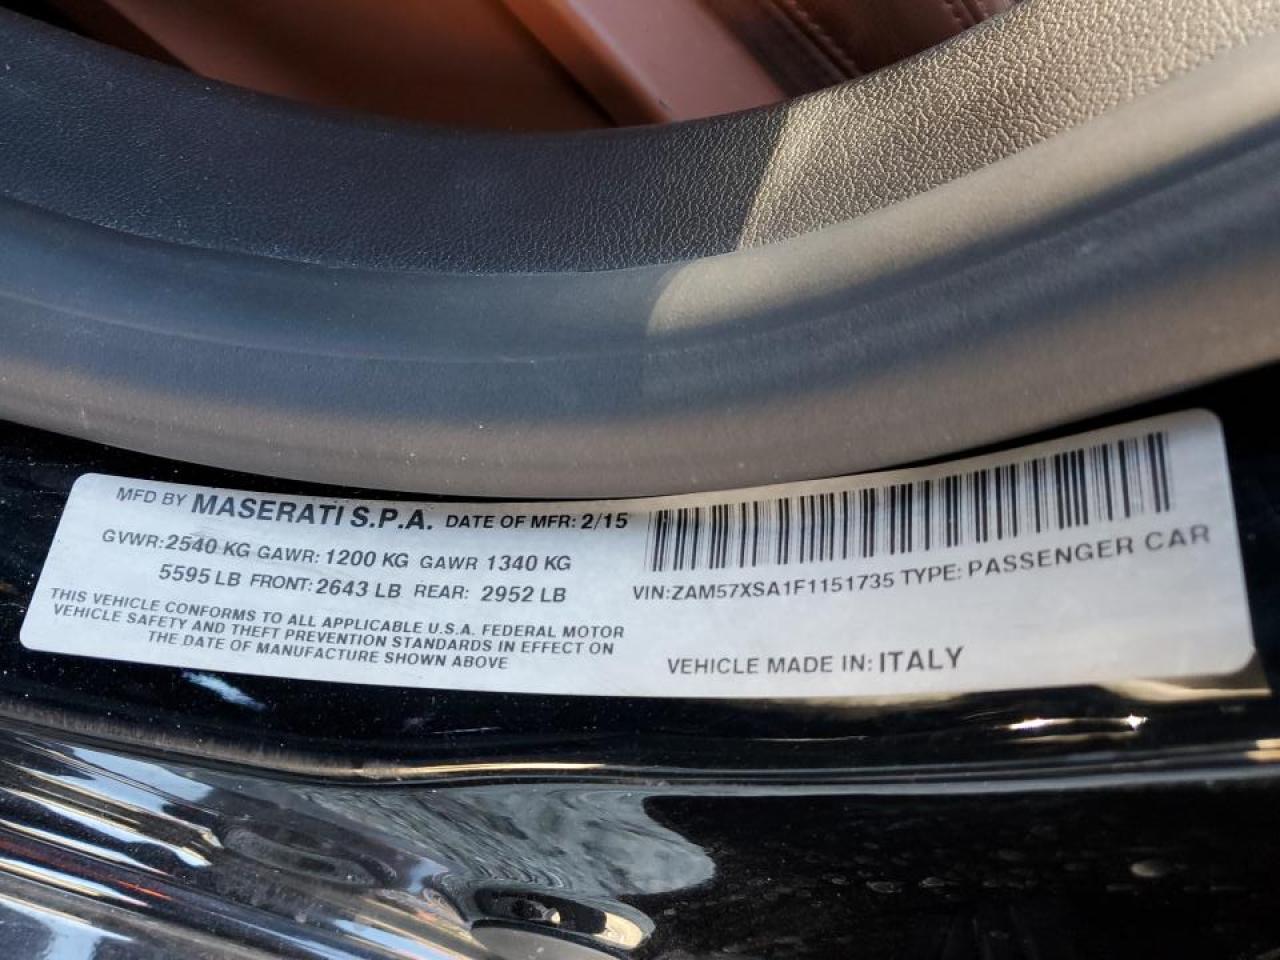 MFD BY MASERATI S.P.A. DATE OF MFR: 2/15
GVWR: 2540 KG GAWR: 1200 KG GAWR 1340 KG
5595 LB FRONT: 2643 LB REAR: 2952 LB
THIS VEHICLE CONFORMS TO ALL APPLICABLE U.S.A. FEDERAL MOTOR
VEHICLE SAFETY AND THEFT PREVENTION STANDARDS IN EFFECT ON
THE DATE OF MANUFACTURE SHOWN ABOVE
VIN:ZAM57XSA1F1151735 TYPE: PASSENGER CAR
VEHICLE MADE IN: ITALY